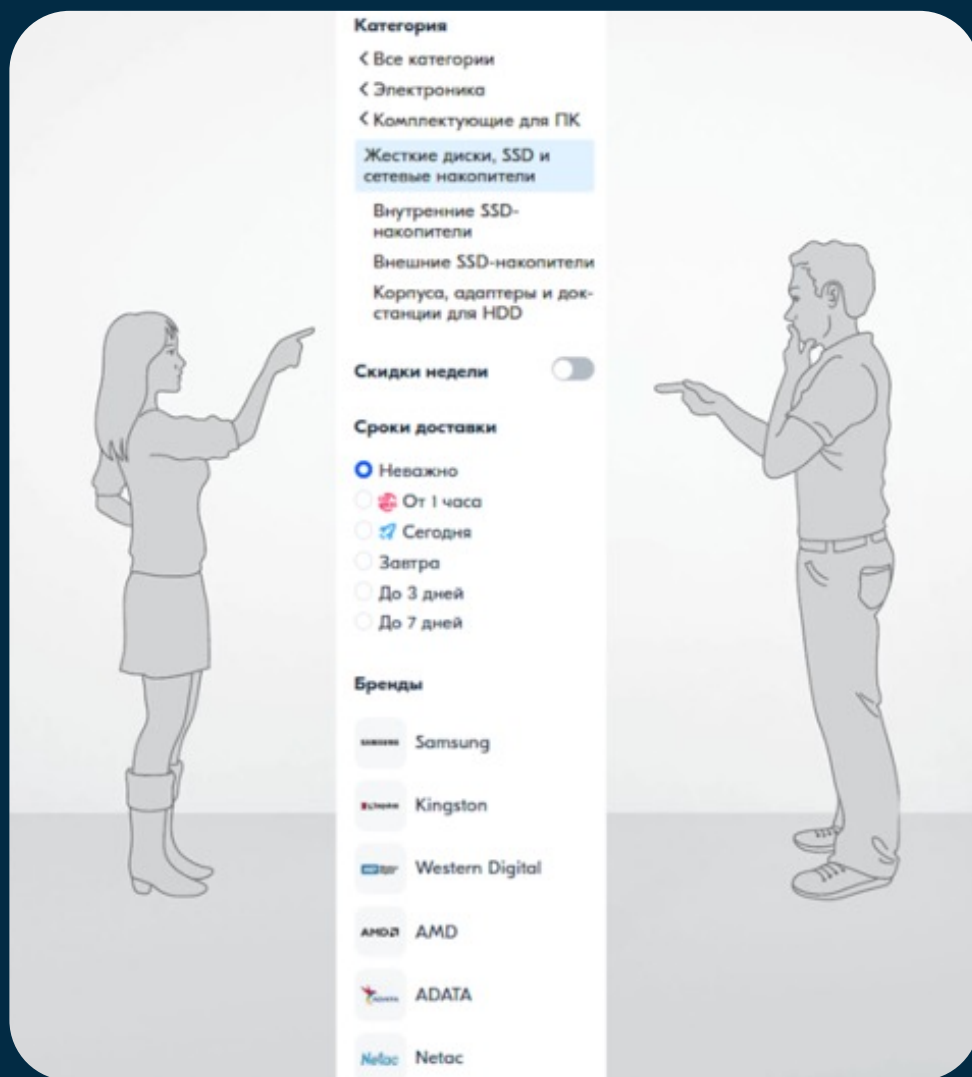 Категория
Все категории
Электроника
Комплектующие для ПК
Жесткие диски, SSD и
сетевые накопители
Внутренние SSD-
накопители
Внешние SSD-накопители
Корпуса, адаптеры и док-
станции для HDD
Скидки недели
Сроки доставки
Неважно
От 1 часа
Сегодня
Завтра
До 3 дней
До 7 дней
Бренды
SAMSUNG Samsung
Kingston
Western Digital
AMD AMD
ADATA ADATA
Netac Netac